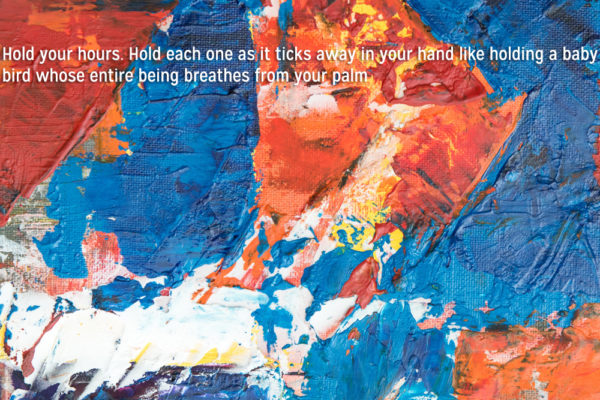 Hold your hours. Hold each one as it ticks away in your hand like holding a baby
bird whose entire being breathes from your palm